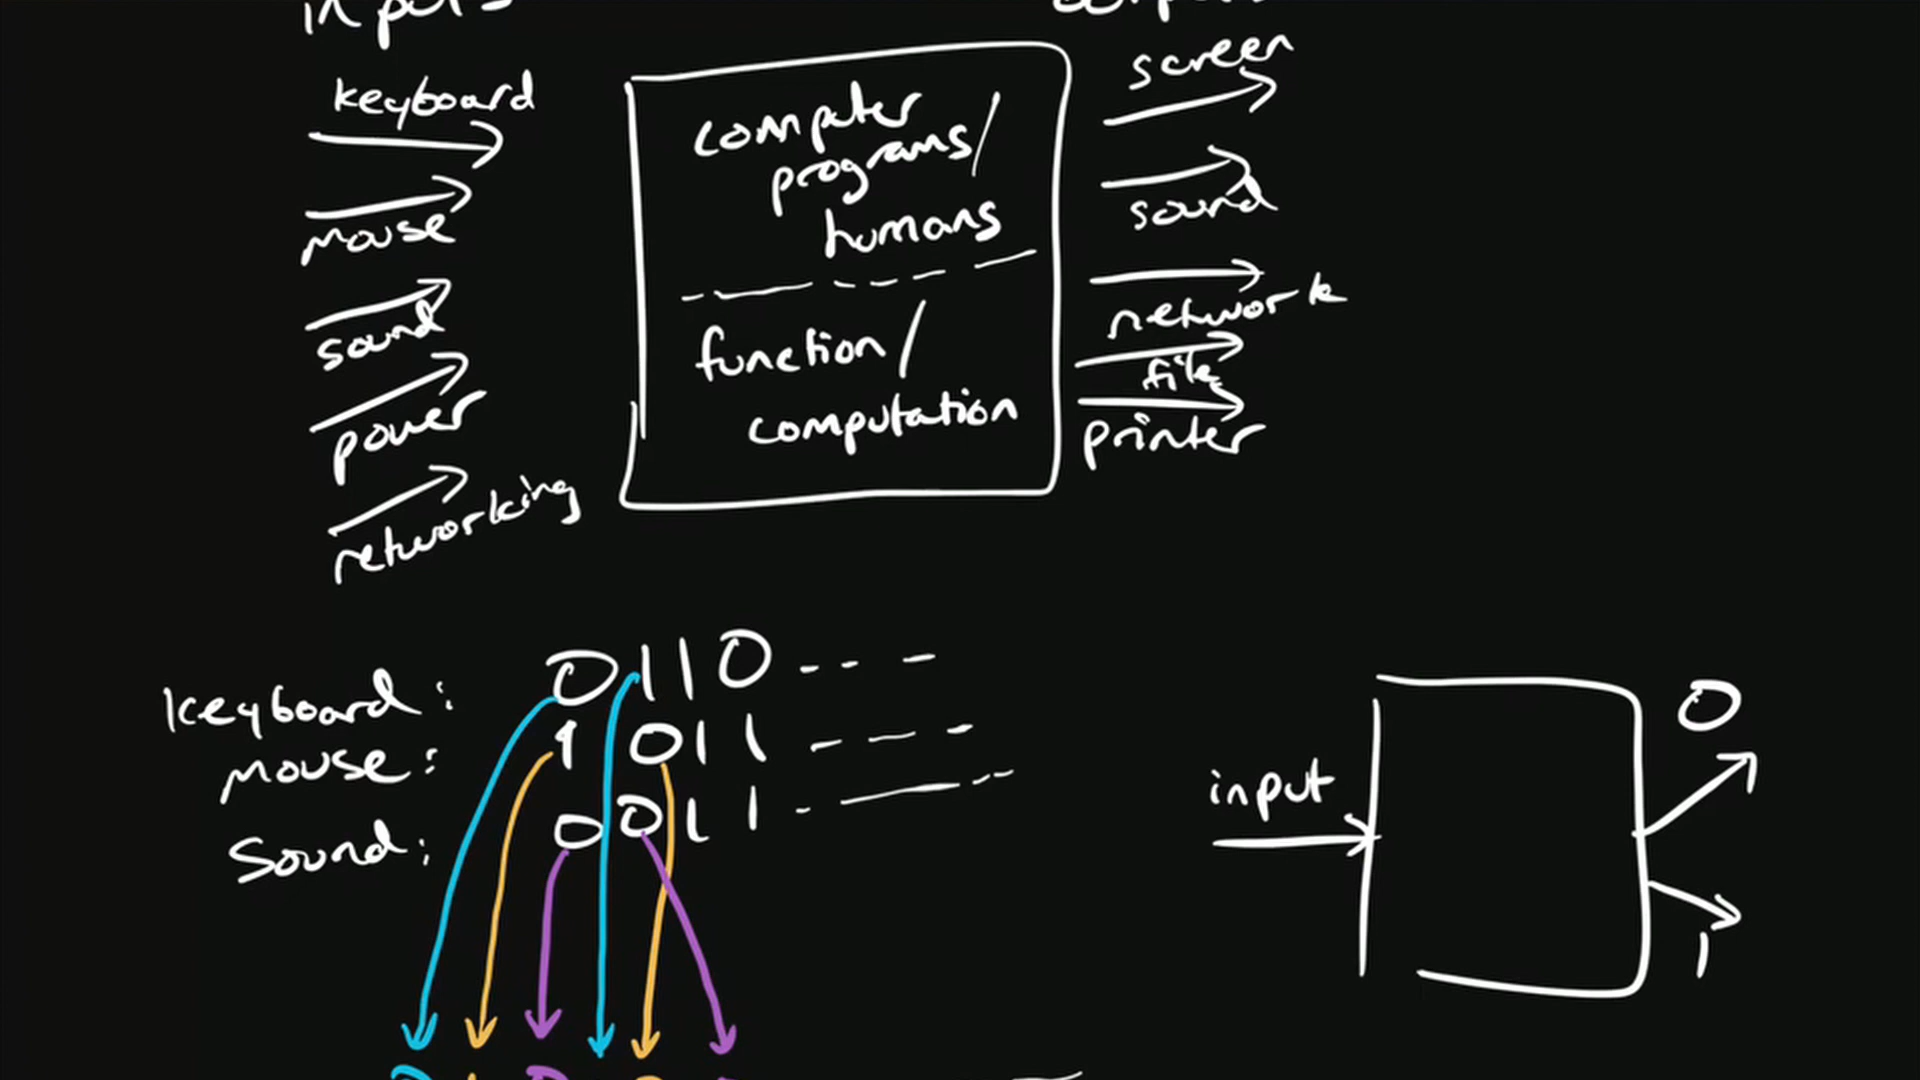 inputs
keyboard
mouse
sound
power
networking
computer
programs/
humans
function/
computation
screen
sound
network
file
printer
keyboard: 0110
mouse: 1011
Sound: 0011
input
0
1